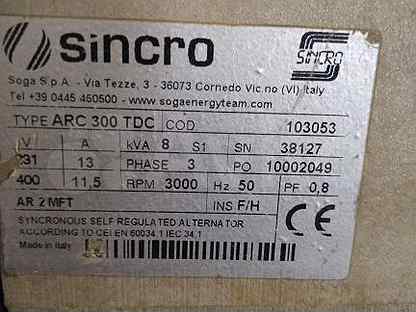 sincro
SINCRO
Soga S.p.A. - Via Tezze, 3 - 36073 Cornedo Vic.no (VI) Italy
Tel +39 0445 450500 - www.sogaenergyteam.com
TYPE ARC 300 TDC COD. 103053
V A kVA 8 S1 SN 38127
231 13 PHASE 3 PO 10002049
400 11,5 RPM 3000 Hz 50 PF 0,8
AR 2 MFT INS F/H
SYNCRONOUS SELF REGULATED ALTERNATOR
ACCORDING TO CEI EN 60034.1 IEC 34.1
CE
Made in Italy